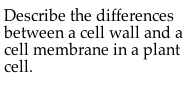 Describe the differences
between a cell wall and a
cell membrane in a plant
cell.